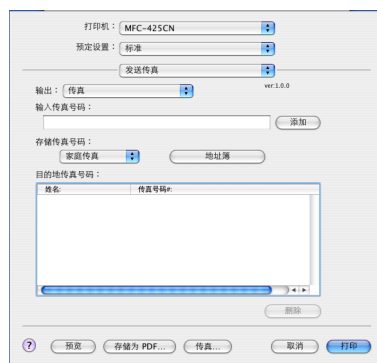 打印机： MFC-425CN
预定设置： 标准
发送传真
输出： 传真 ver:1.0.0
输入传真号码：
添加
存储传真号码：
家庭传真 地址簿
目的地传真号码：
姓名: 传真号码#:
删除
? 预览 存储为 PDF... 传真... 取消 打印